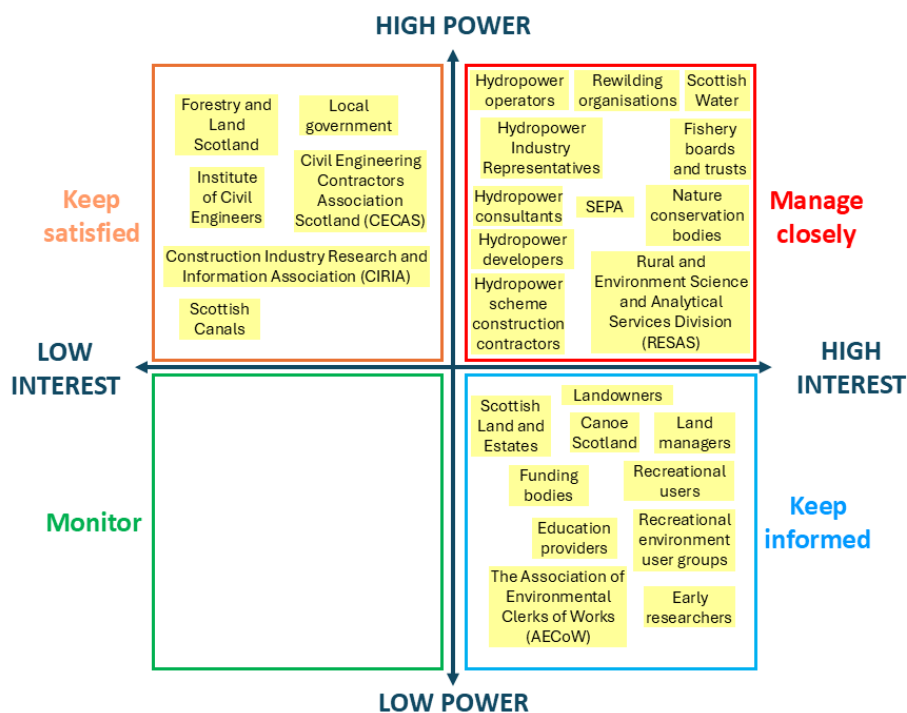 HIGH POWER
Keep
satisfied
Forestry and
Land
Scotland
Local
government
Institute
of Civil
Engineers
Civil Engineering
Contractors
Association
Scotland (CECAS)
Construction Industry Research and
Information Association (CIRIA)
Scottish
Canals
Hydropower
operators
Rewilding
organisations
Scottish
Water
Hydropower
Industry
Representatives
Fishery
boards
and trusts
Hydropower
consultants
SEPA
Nature
conservation
bodies
Hydropower
developers
Rural and
Environment Science
and Analytical
Services Division
(RESAS)
Hydropower
scheme
construction
contractors
Manage
closely
LOW
INTEREST
HIGH
INTEREST
Monitor
Scottish
Land and
Estates
Landowners
Canoe
Scotland
Land
managers
Funding
bodies
Recreational
users
Education
providers
Recreational
environment
user groups
The Association of
Environmental
Clerks of Works
(AECoW)
Early
researchers
Keep
informed
LOW POWER